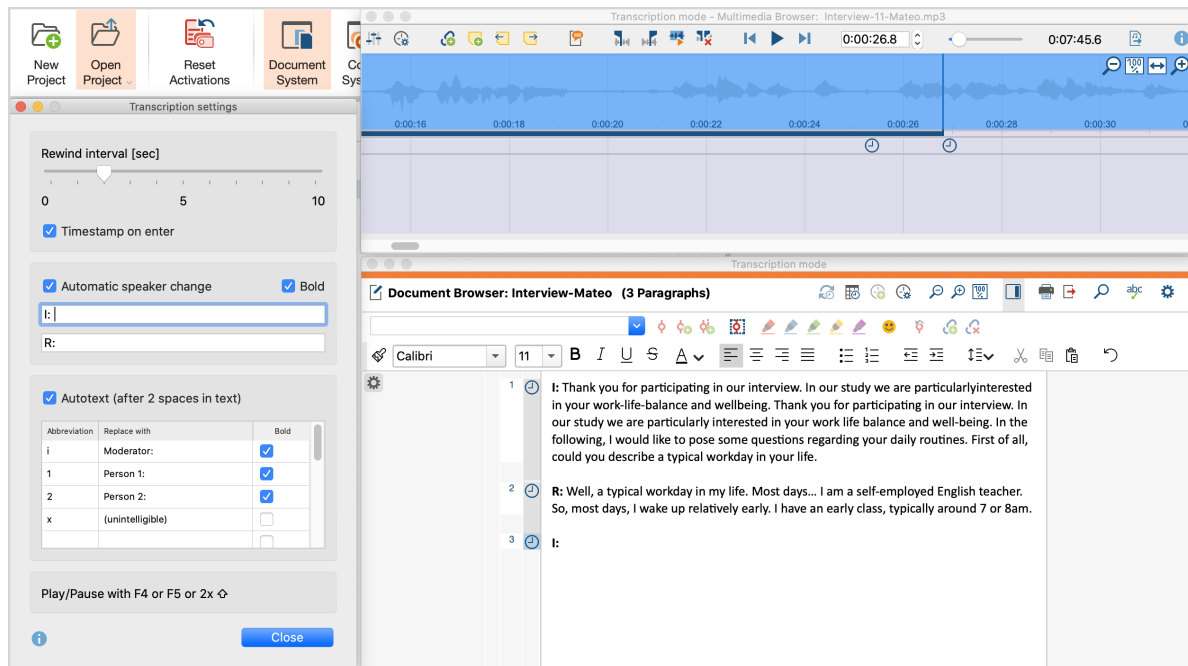 New
Project
Open
Project
Reset
Activations
Document
System
Sys
Transcription mode - Multimedia Browser: Interview-11-Mateo.mp3
0:00:26.8
0:07:45.6
100
%
0:00:16
0:00:18
0:00:20
0:00:22
0:00:24
0:00:26
0:00:28
0:00:30
Transcription settings
Rewind interval [sec]
0 5 10
Timestamp on enter
Automatic speaker change
Bold
I:
R:
Autotext (after 2 spaces in text)
Abbreviation Replace with Bold
i Moderator:
1 Person 1:
2 Person 2:
x (unintelligible)
Play/Pause with F4 or F5 or 2x ⇧
Close
Transcription mode
Document Browser: Interview-Mateo (3 Paragraphs)
100
%
abc
Calibri 11 B I U S A
1
I: Thank you for participating in our interview. In our study we are particularlyinterested
in your work-life-balance and wellbeing. Thank you for participating in our interview. In
our study we are particularly interested in your work life balance and well-being. In the
following, I would like to pose some questions regarding your daily routines. First of all,
could you describe a typical workday in your life.
2
R: Well, a typical workday in my life. Most days... I am a self-employed English teacher.
So, most days, I wake up relatively early. I have an early class, typically around 7 or 8am.
3
I: